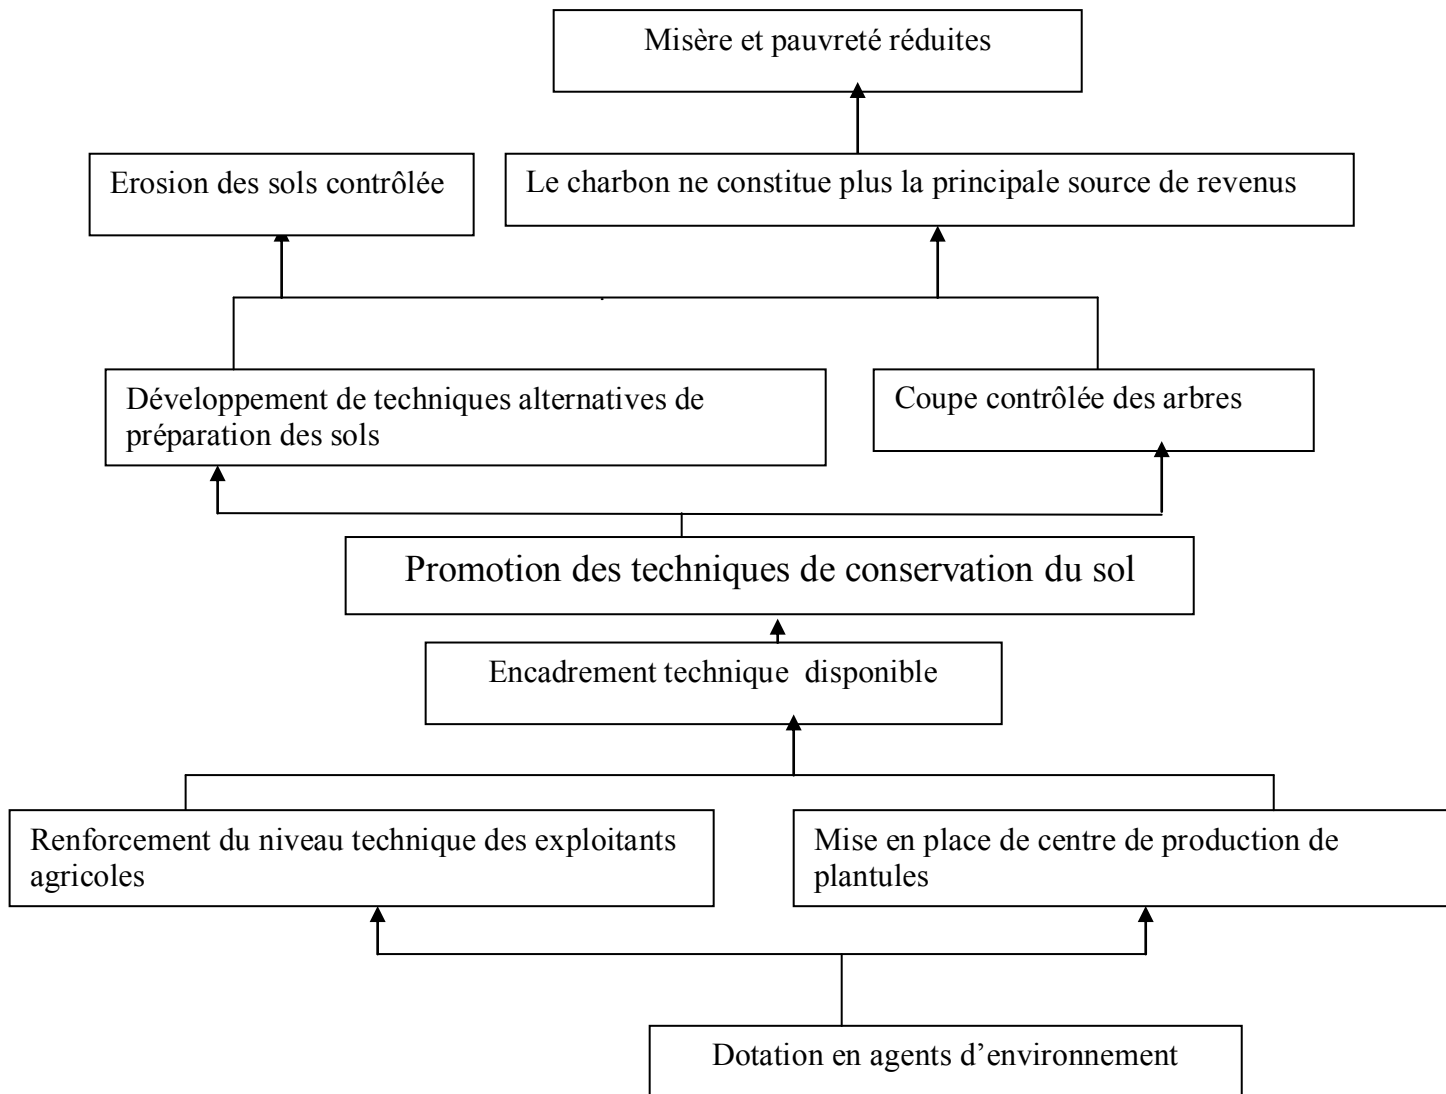 Misère et pauvreté réduites
Erosion des sols contrôlée
Le charbon ne constitue plus la principale source de revenus
Développement de techniques alternatives de
préparation des sols
Coupe contrôlée des arbres
Promotion des techniques de conservation du sol
Encadrement technique disponible
Renforcement du niveau technique des exploitants
agricoles
Mise en place de centre de production de
plantules
Dotation en agents d’environnement